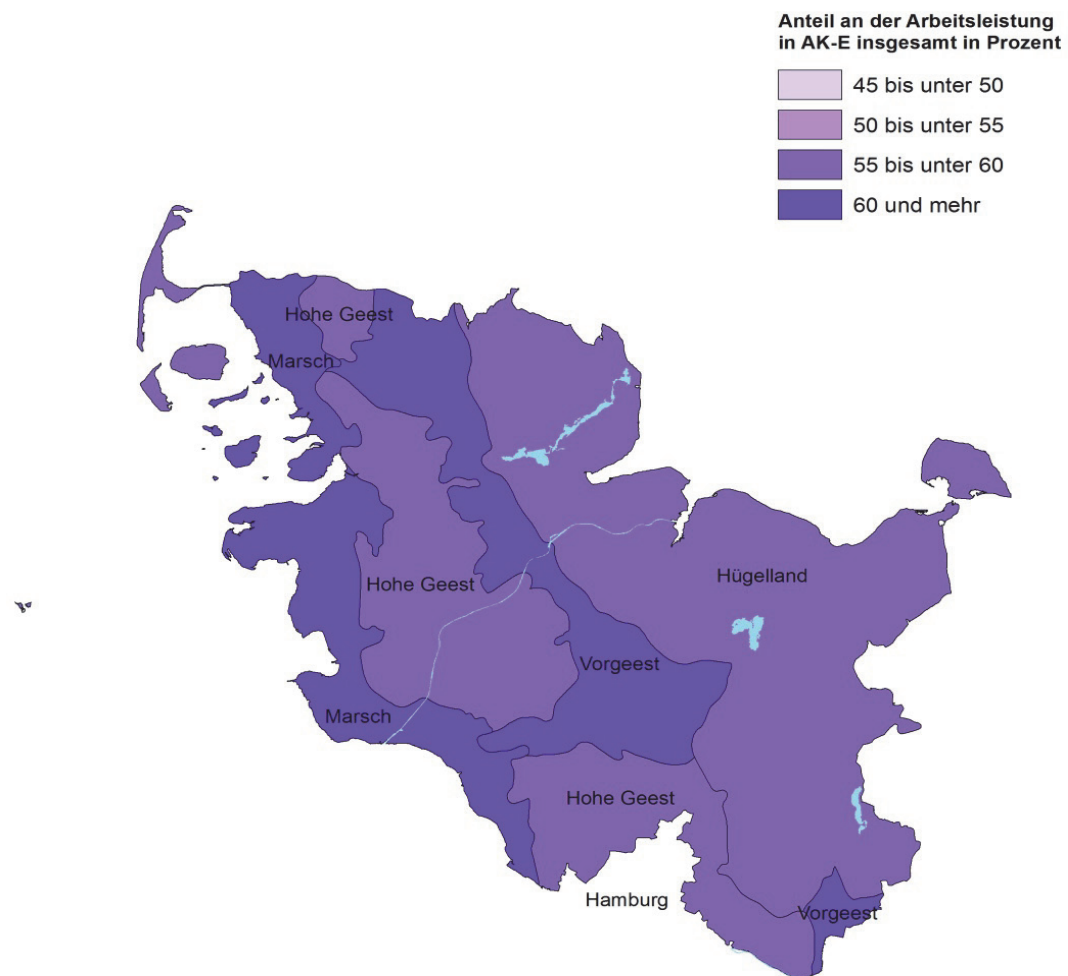 Anteil an der Arbeitsleistung
in AK-E insgesamt in Prozent
45 bis unter 50
50 bis unter 55
55 bis unter 60
60 und mehr
Hohe Geest
Marsch
Hohe Geest
Hügelland
Vorgeest
Marsch
Hohe Geest
Hamburg
Vorgeest